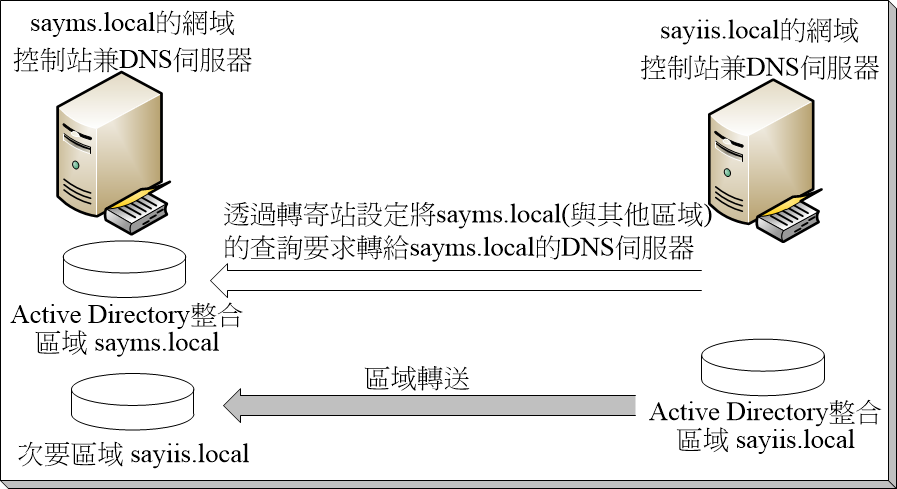 sayms.local的網域
控制站兼DNS伺服器
sayiis.local的網域
控制站兼DNS伺服器
透過轉寄站設定將sayms.local(與其他區域)
的查詢要求轉給sayms.local的DNS伺服器
Active Directory整合
區域 sayms.local
區域轉送
Active Directory整合
區域 sayiis.local
次要區域 sayiis.local